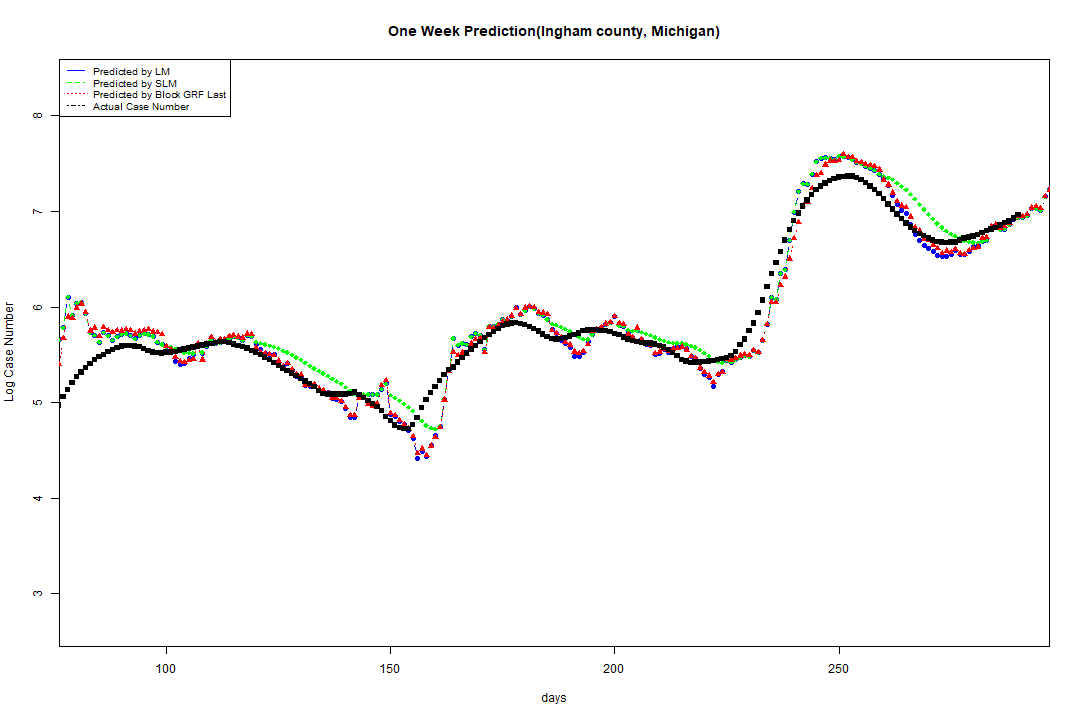 One Week Prediction(Ingham county, Michigan)
Predicted by LM
Predicted by SLM
Predicted by Block GRF Last
Actual Case Number
Log Case Number
8
7
6
5
4
3
100 150 200 250
days